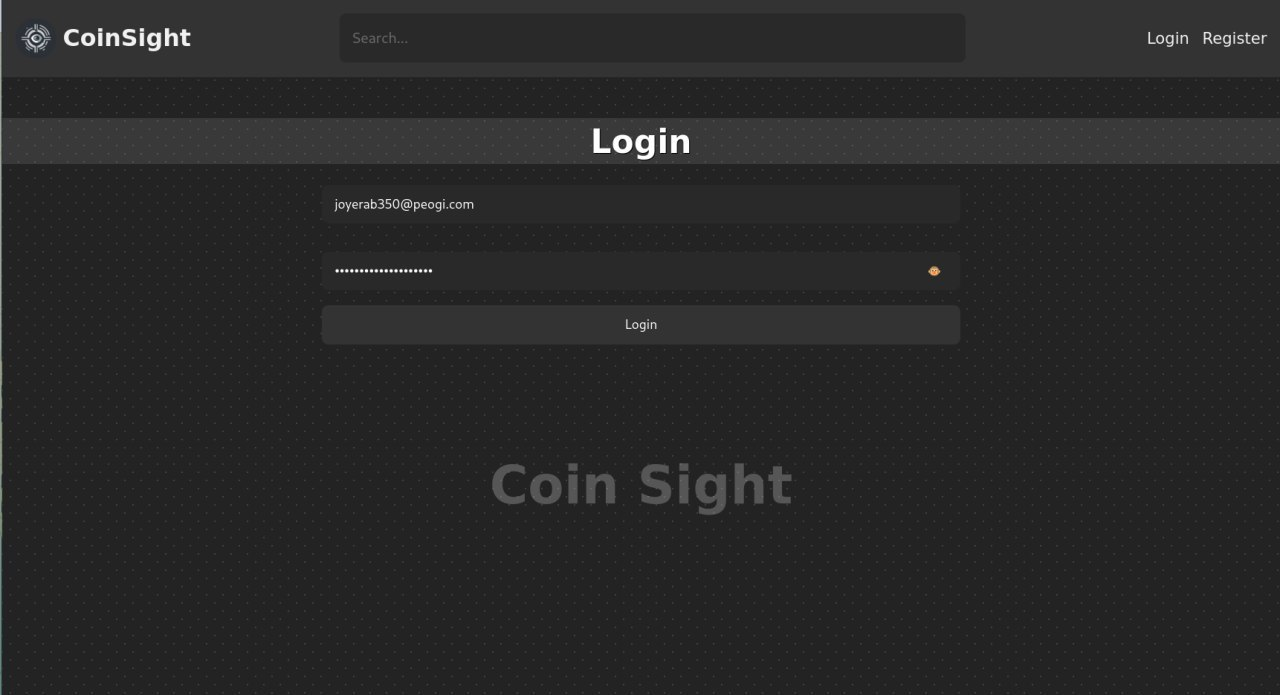 CoinSight
Search...
Login Register
Login
joyerab350@peogi.com
••••••••••••••••••••
Login
Coin Sight